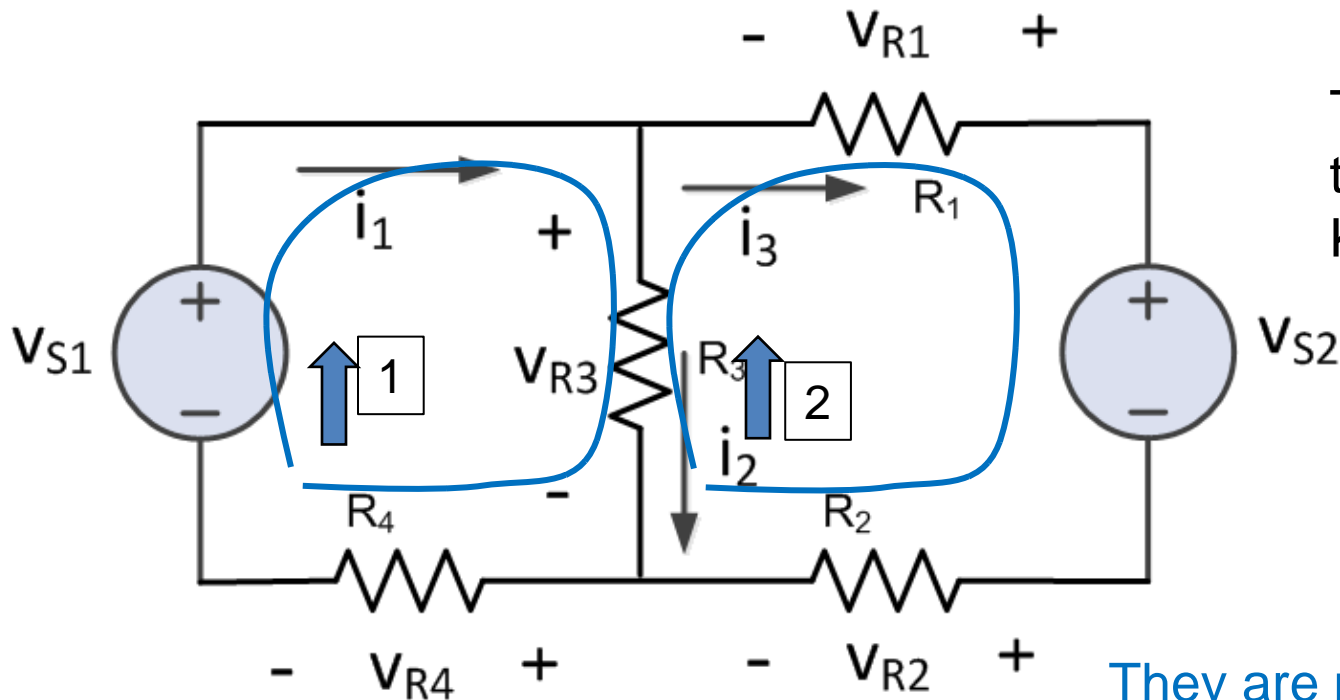 - vR1 +
i1
i3
R1
+
vS1
+
-
1
vR3
R3
2
i2
+
-
vS2
-
R4
R2
- vR4 +
- vR2 +
They are